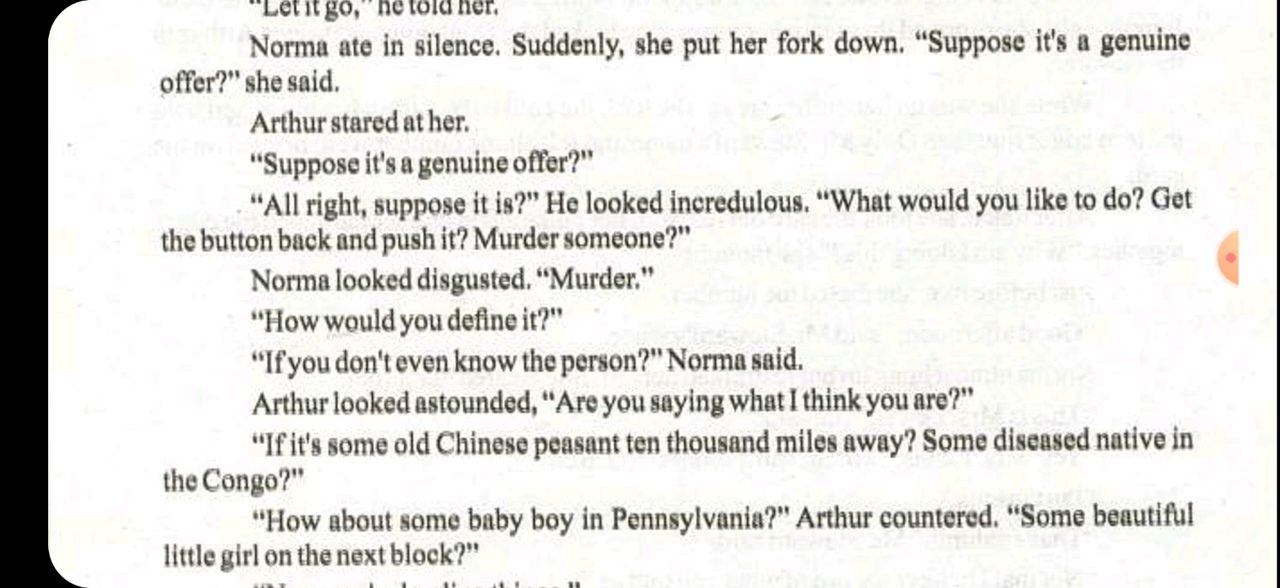 "Let it go," he told her.
Norma ate in silence. Suddenly, she put her fork down. “Suppose it's a genuine
offer?” she said.
Arthur stared at her.
“Suppose it's a genuine offer?”
“All right, suppose it is?” He looked incredulous. “What would you like to do? Get
the button back and push it? Murder someone?”
Norma looked disgusted. “Murder.”
“How would you define it?”
“If you don't even know the person?” Norma said.
Arthur looked astounded, “Are you saying what I think you are?”
“If it's some old Chinese peasant ten thousand miles away? Some diseased native in
the Congo?”
“How about some baby boy in Pennsylvania?” Arthur countered. “Some beautiful
little girl on the next block?”